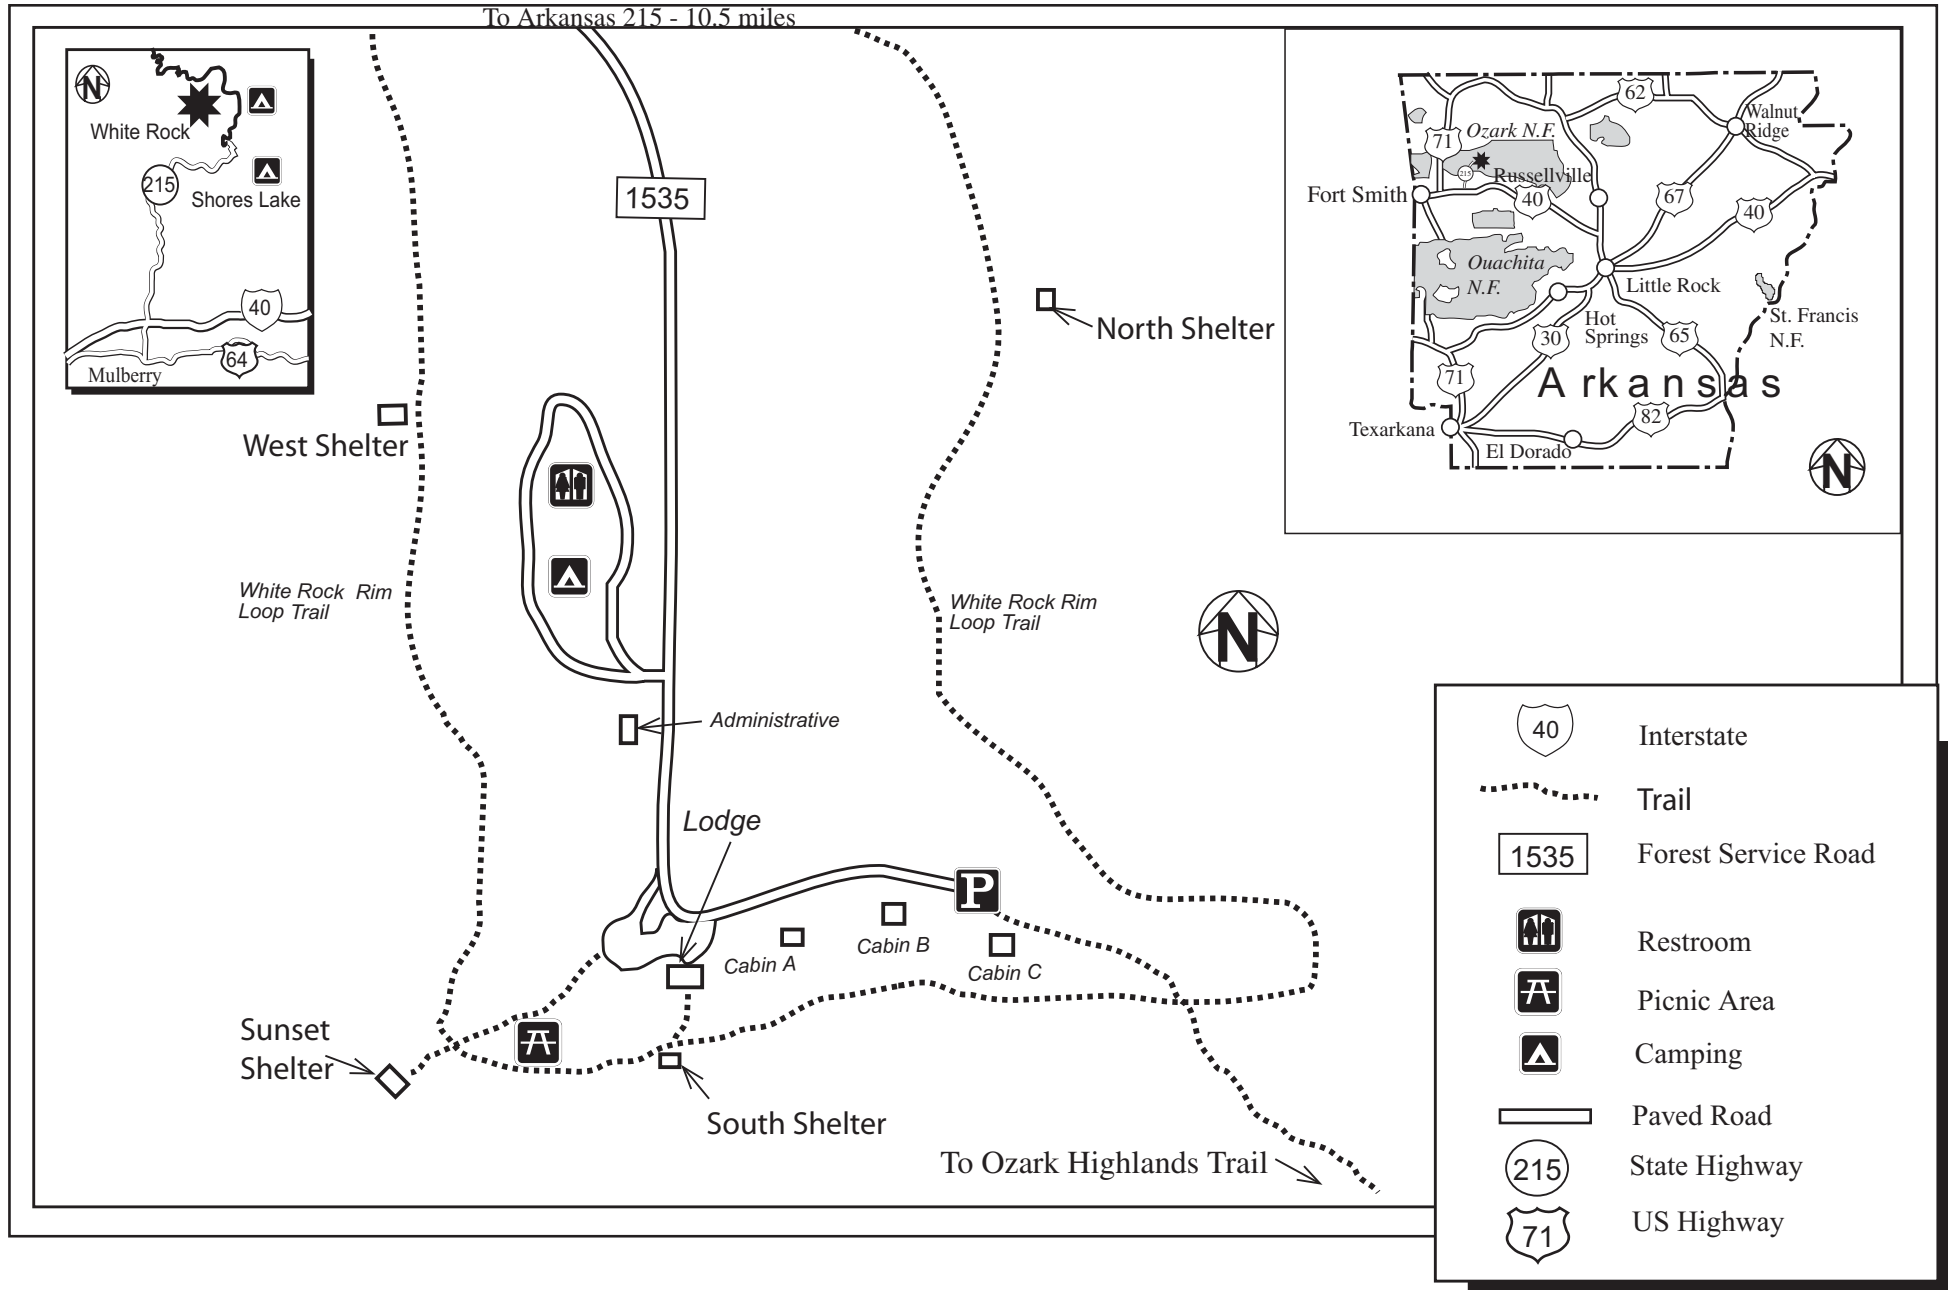 To Arkansas 215 - 10.5 miles
N
White Rock
215
Shores Lake
40
64
Mulberry
1535
West Shelter
North Shelter
White Rock Rim
Loop Trail
White Rock Rim
Loop Trail
N
Administrative
Lodge
P
Cabin A
Cabin B
Cabin C
Sunset
Shelter
South Shelter
To Ozark Highlands Trail
62
Walnut
Ridge
71
Ozark N.F.
215
Russellville
Fort Smith
40
67
40
Ouachita
N.F.
Little Rock
Hot
Springs
St. Francis
N.F.
30
65
71
Arkansas
82
Texarkana
El Dorado
N
40
Interstate
Trail
1535
Forest Service Road
Restroom
Picnic Area
Camping
Paved Road
215
State Highway
71
US Highway